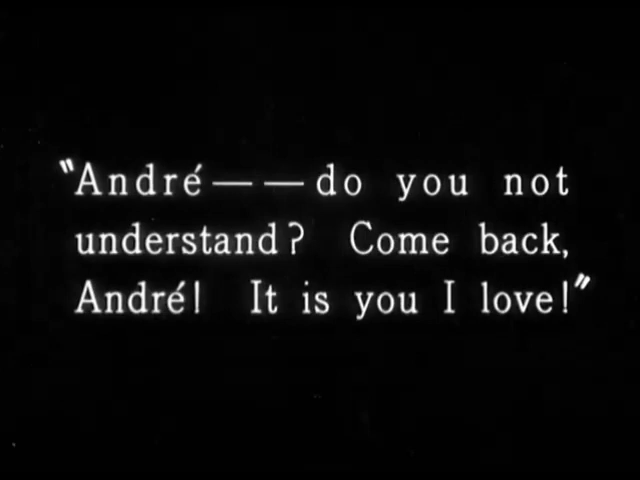 "André——do you not
understand? Come back,
André! It is you I love!"